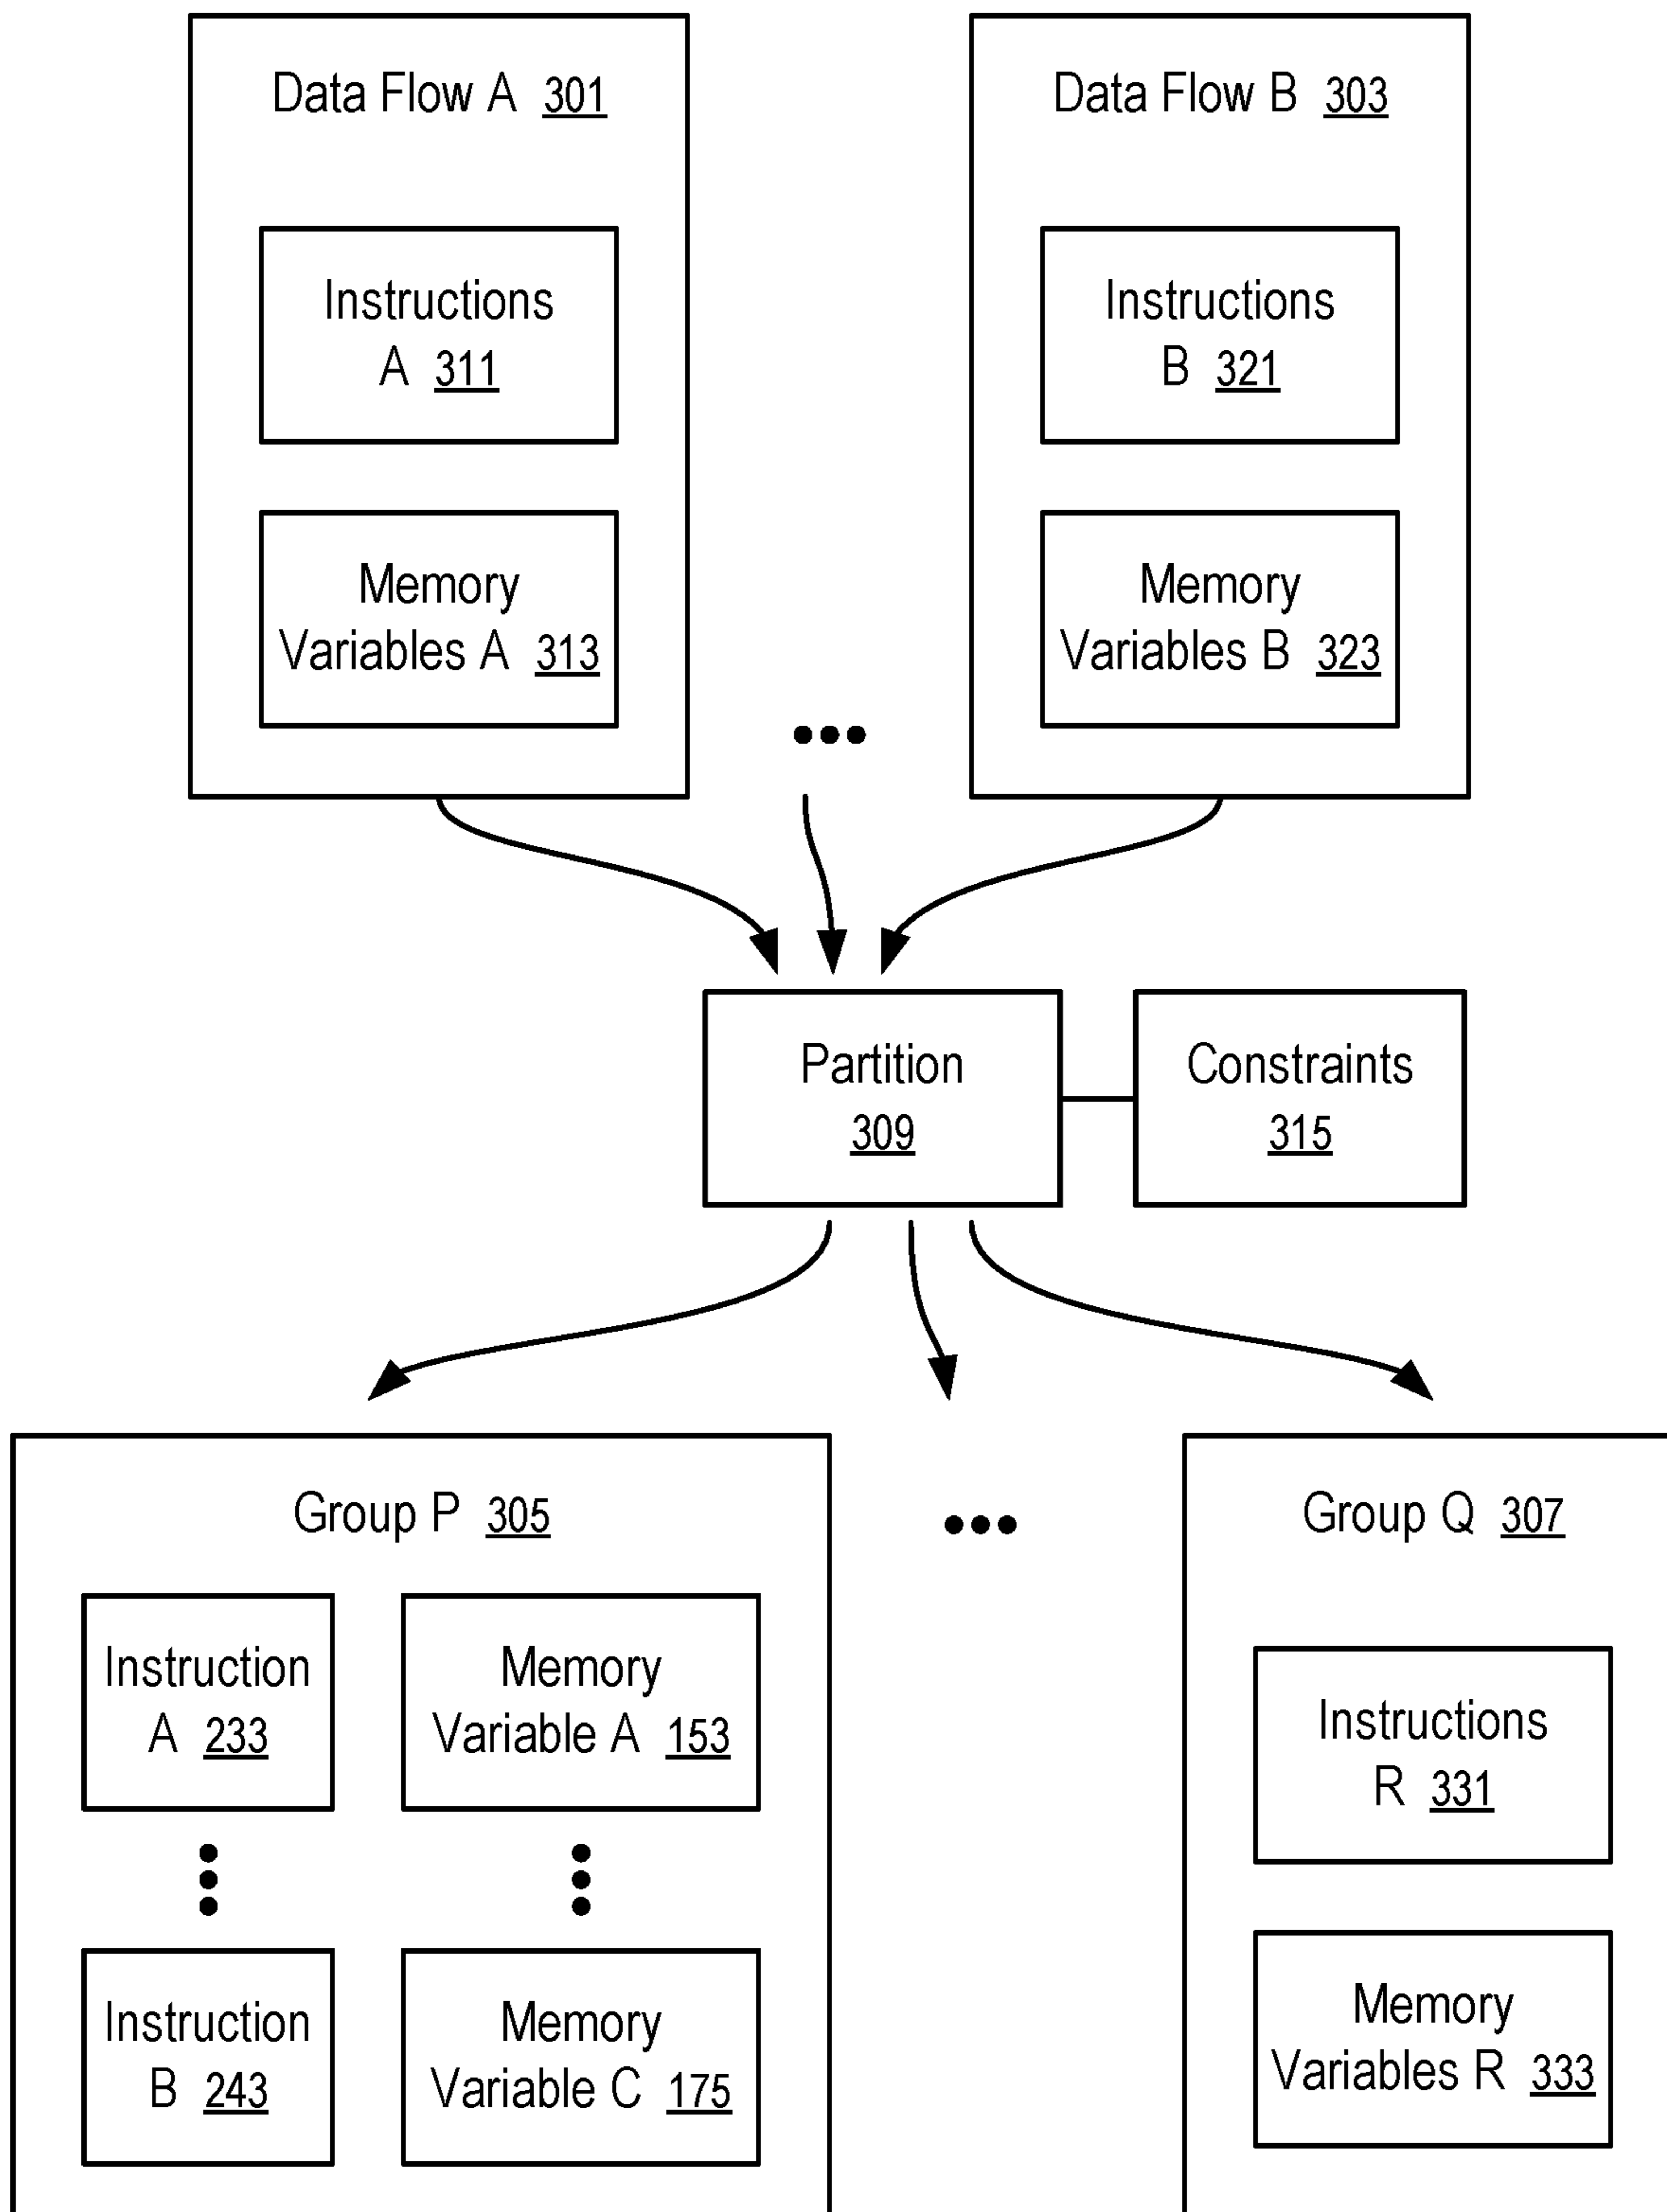 Data Flow A 301
Instructions
A 311
Memory
Variables A 313
Data Flow B 303
Instructions
B 321
Memory
Variables B 323
Partition
309
Constraints
315
Group P 305
Instruction
A 233
Memory
Variable A 153
Instruction
B 243
Memory
Variable C 175
Group Q 307
Instructions
R 331
Memory
Variables R 333